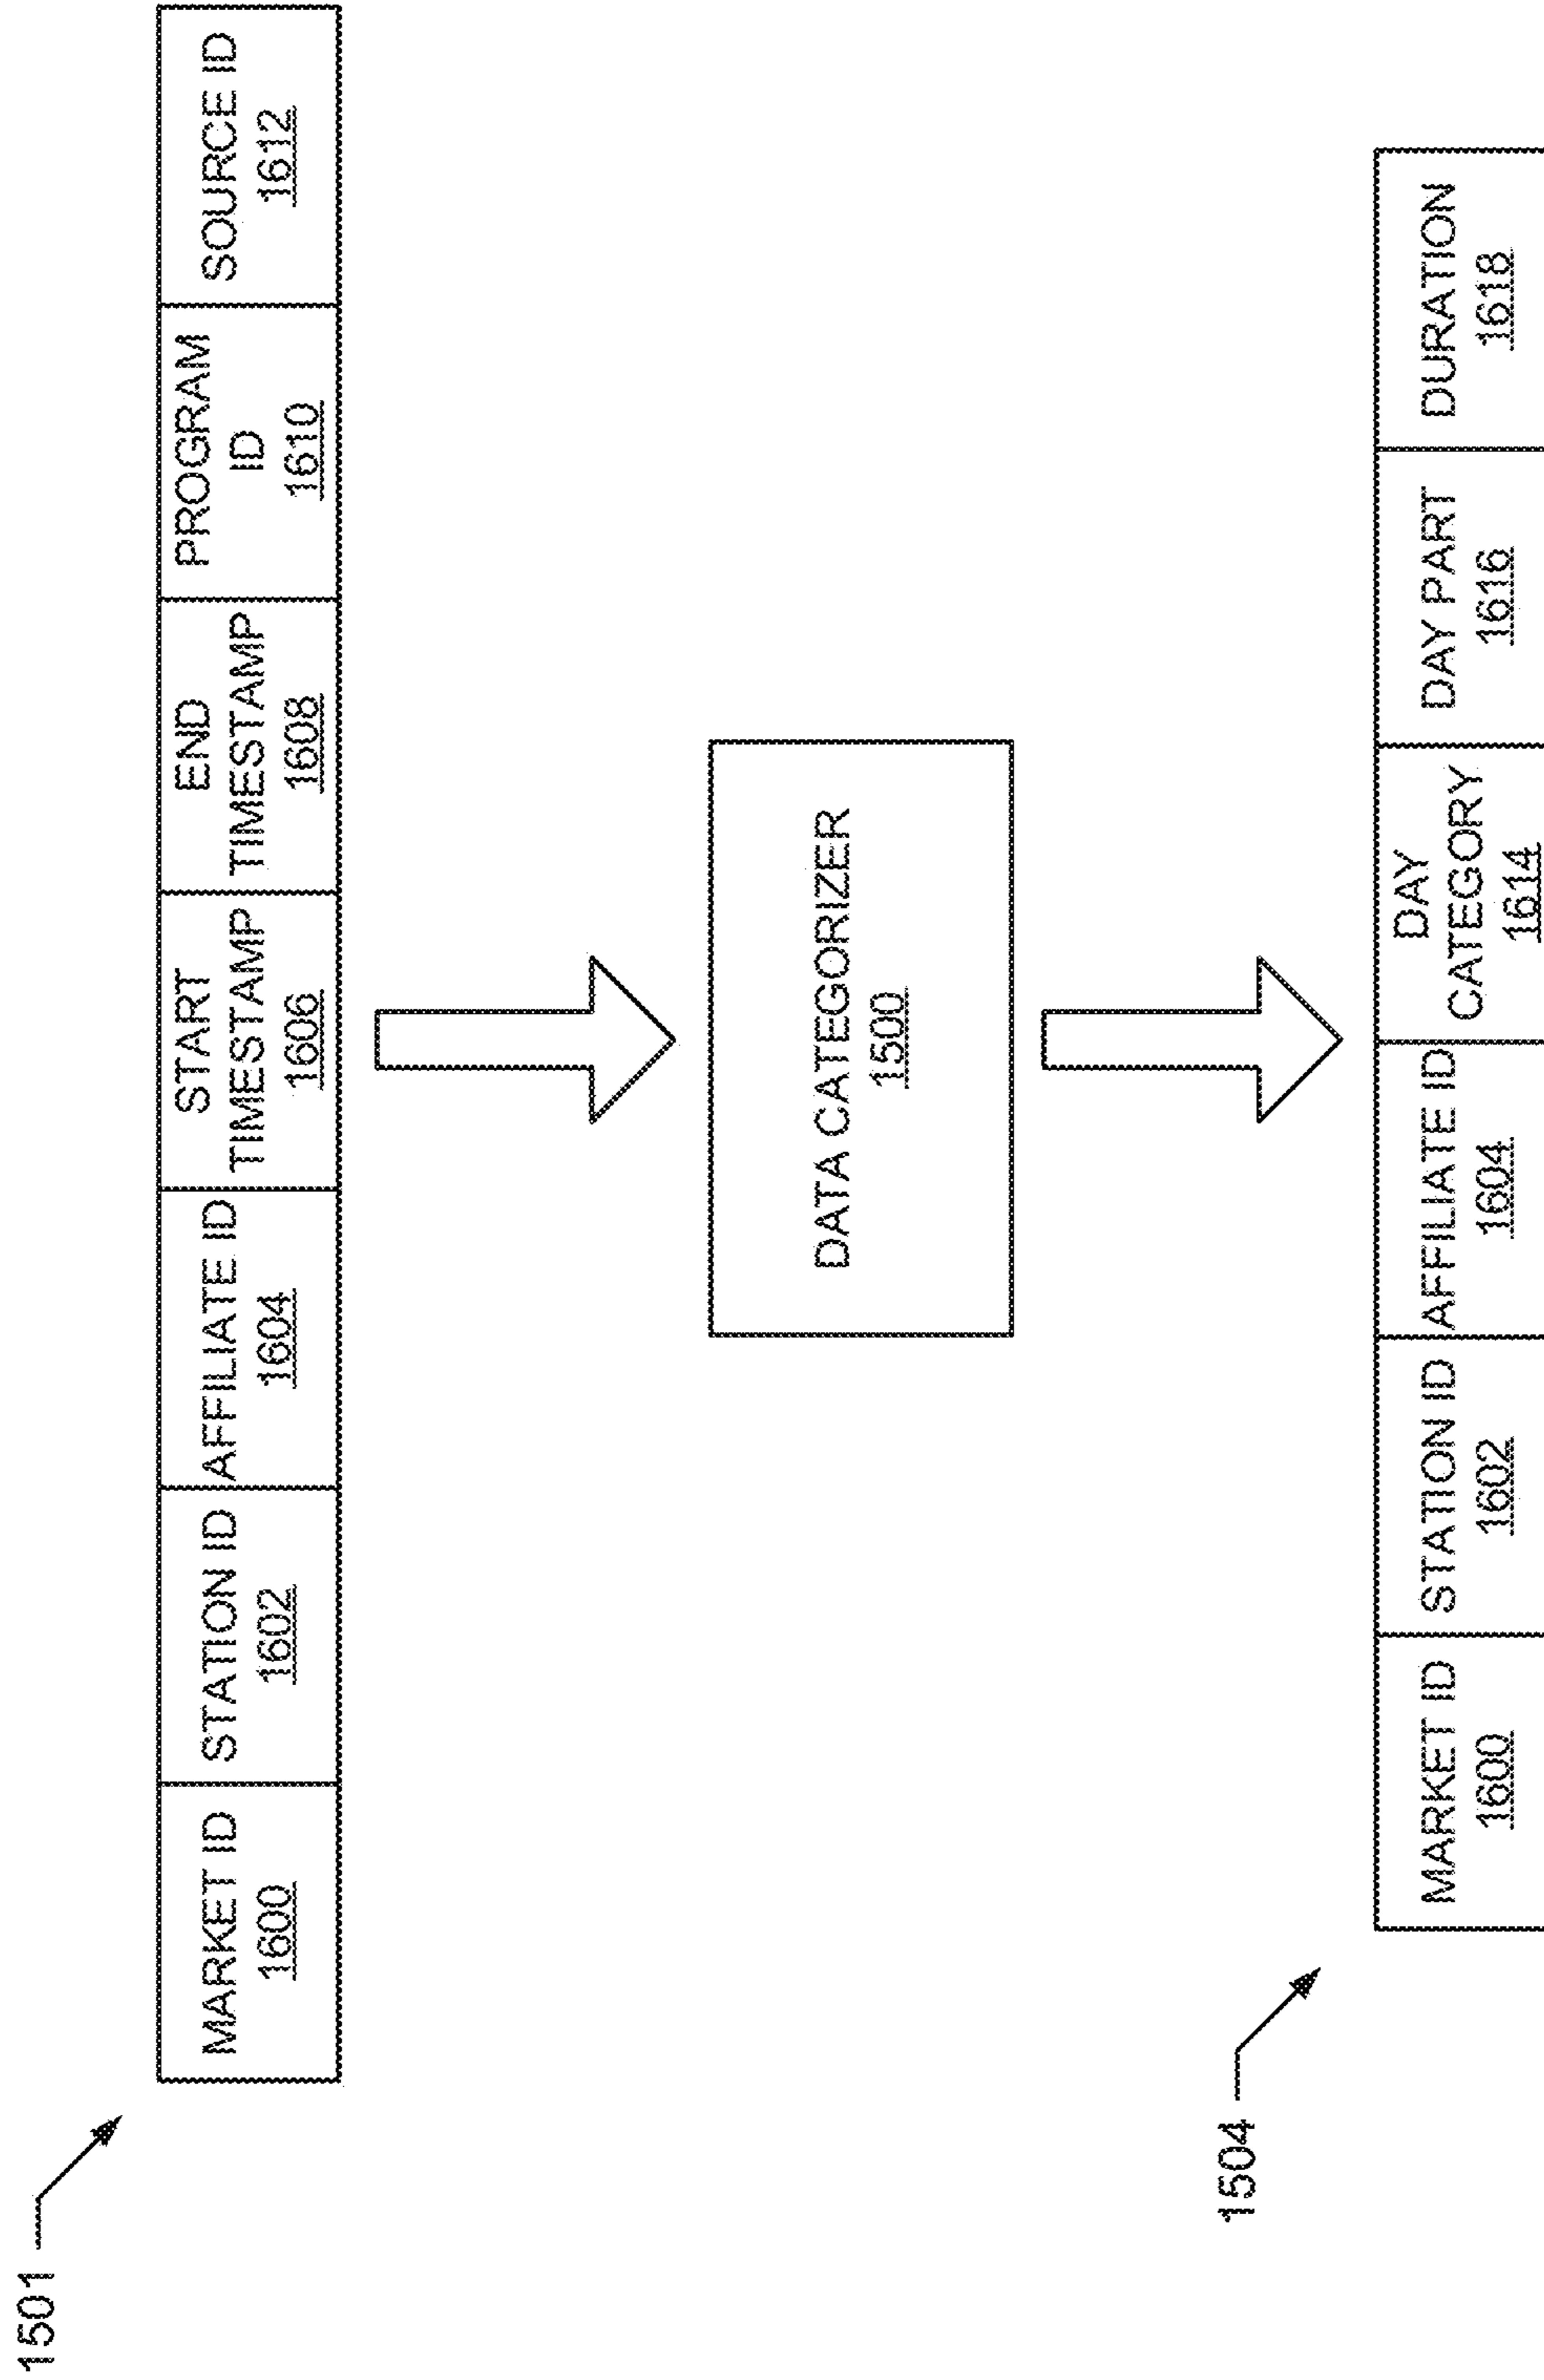 1501
MARKET ID
1600
STATION ID
1602
AFFILIATE ID
1604
START
TIMESTAMP
1606
END
TIMESTAMP
1608
PROGRAM
ID
1610
SOURCE ID
1612
DATA CATEGORIZER
1500
1504
MARKET ID
1600
STATION ID
1602
AFFILIATE ID
1604
DAY
CATEGORY
1614
DAY PART
1616
DURATION
1618